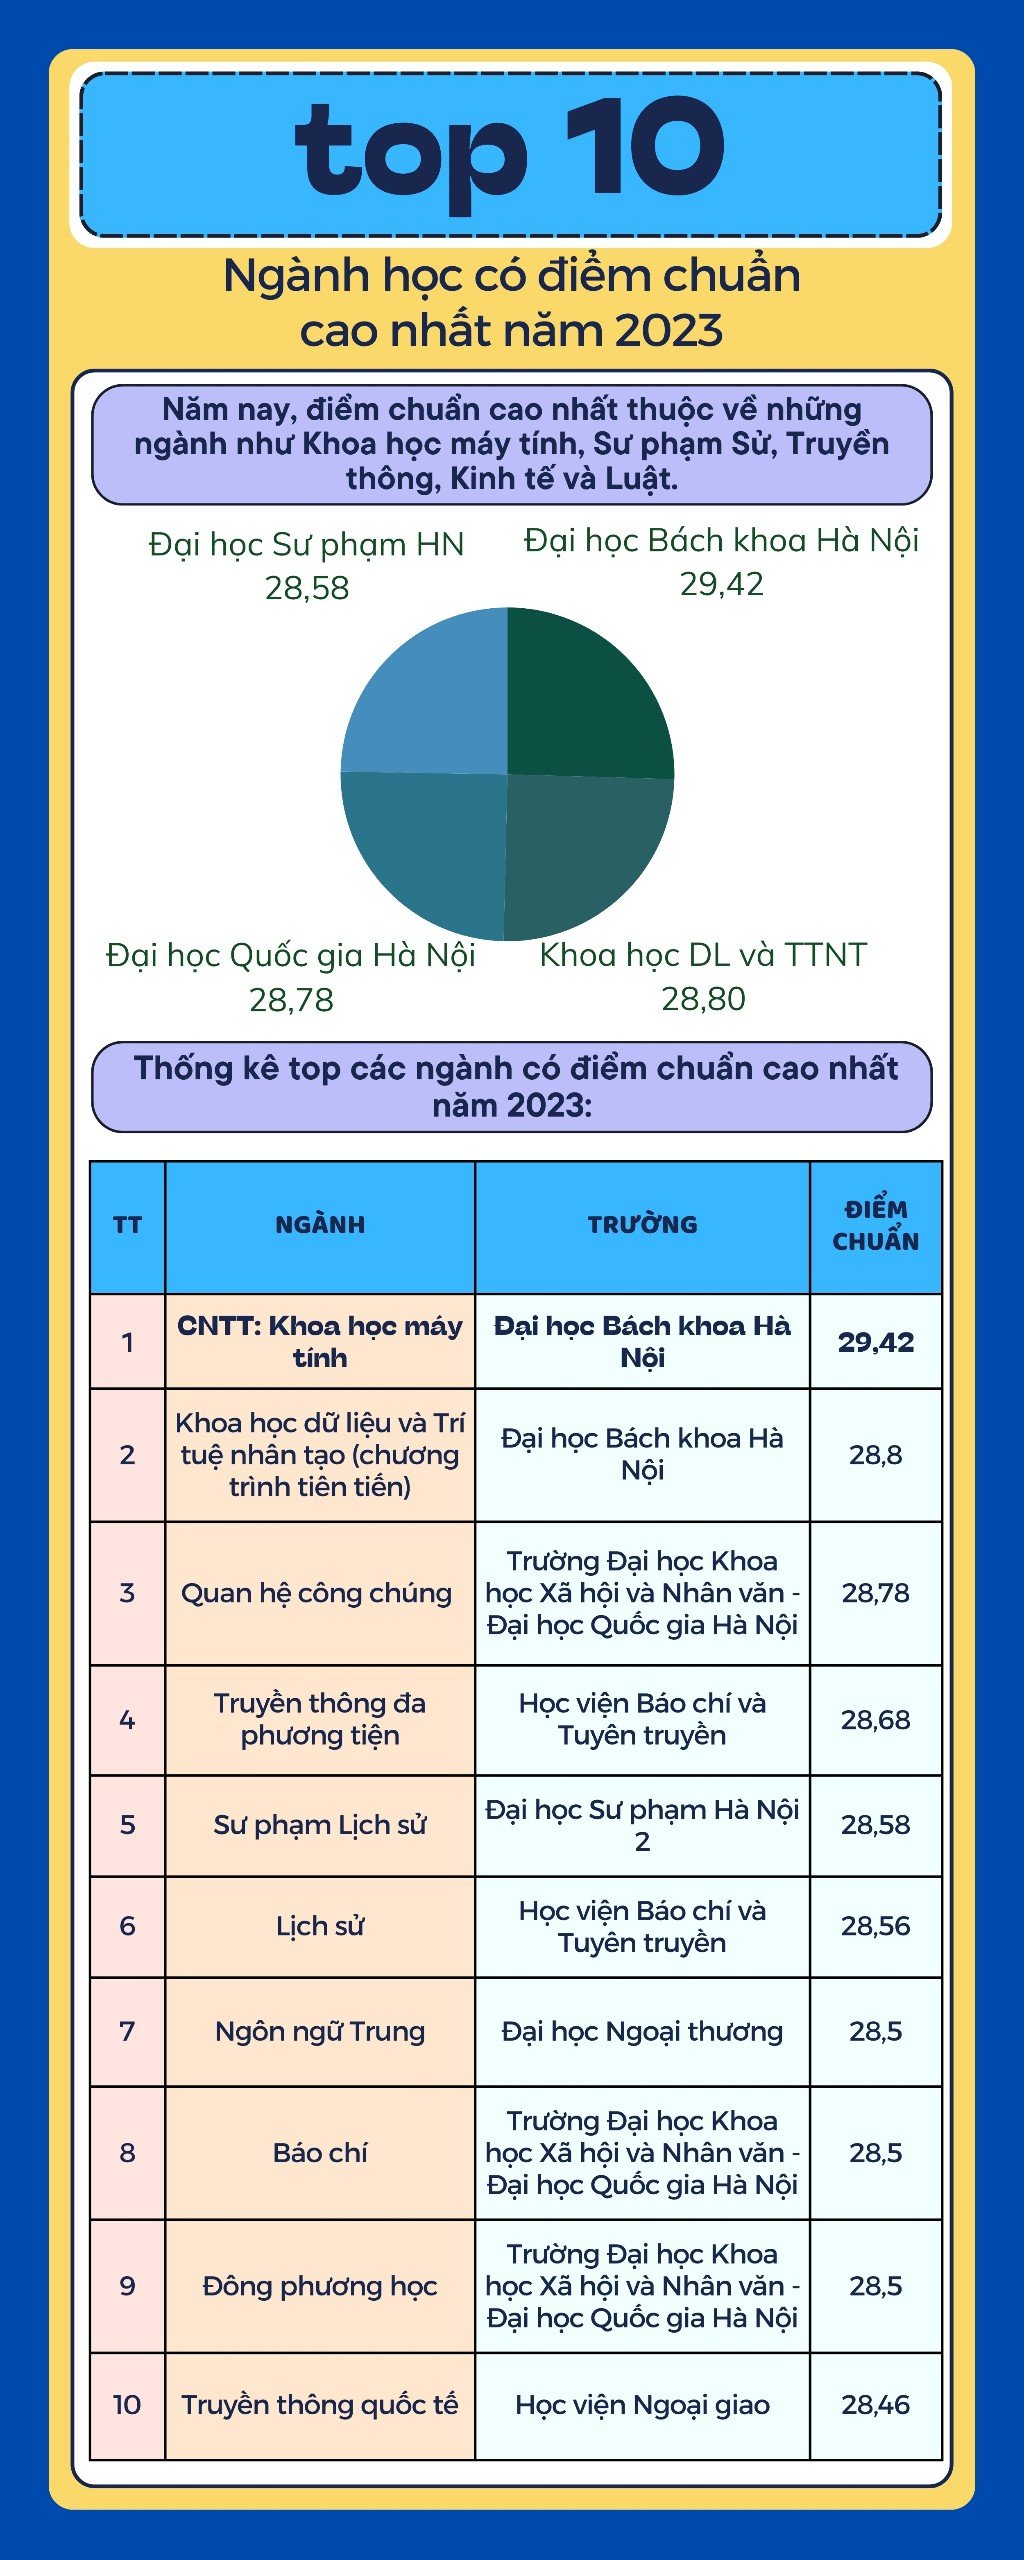 top 10
Ngành học có điểm chuẩn
cao nhất năm 2023
Năm nay, điểm chuẩn cao nhất thuộc về những
ngành như Khoa học máy tính, Sư phạm Sử, Truyền
thông, Kinh tế và Luật.
Đại học Sư phạm HN
28,58
Đại học Bách khoa Hà Nội
29,42
Đại học Quốc gia Hà Nội
28,78
Khoa học DL và TTNT
28,80
Thống kê top các ngành có điểm chuẩn cao nhất
năm 2023:
TT
NGÀNH
TRƯỜNG
ĐIỂM
CHUẨN
1
CNTT: Khoa học máy
tính
Đại học Bách khoa Hà
Nội
29,42
2
Khoa học dữ liệu và Trí
tuệ nhân tạo (chương
trình tiên tiến)
Đại học Bách khoa Hà
Nội
28,8
3
Quan hệ công chúng
Trường Đại học Khoa
học Xã hội và Nhân văn -
Đại học Quốc gia Hà Nội
28,78
4
Truyền thông đa
phương tiện
Học viện Báo chí và
Tuyên truyền
28,68
5
Sư phạm Lịch sử
Đại học Sư phạm Hà Nội
2
28,58
6
Lịch sử
Học viện Báo chí và
Tuyên truyền
28,56
7
Ngôn ngữ Trung
Đại học Ngoại thương
28,5
8
Báo chí
Trường Đại học Khoa
học Xã hội và Nhân văn -
Đại học Quốc gia Hà Nội
28,5
9
Đông phương học
Trường Đại học Khoa
học Xã hội và Nhân văn -
Đại học Quốc gia Hà Nội
28,5
10
Truyền thông quốc tế
Học viện Ngoại giao
28,46